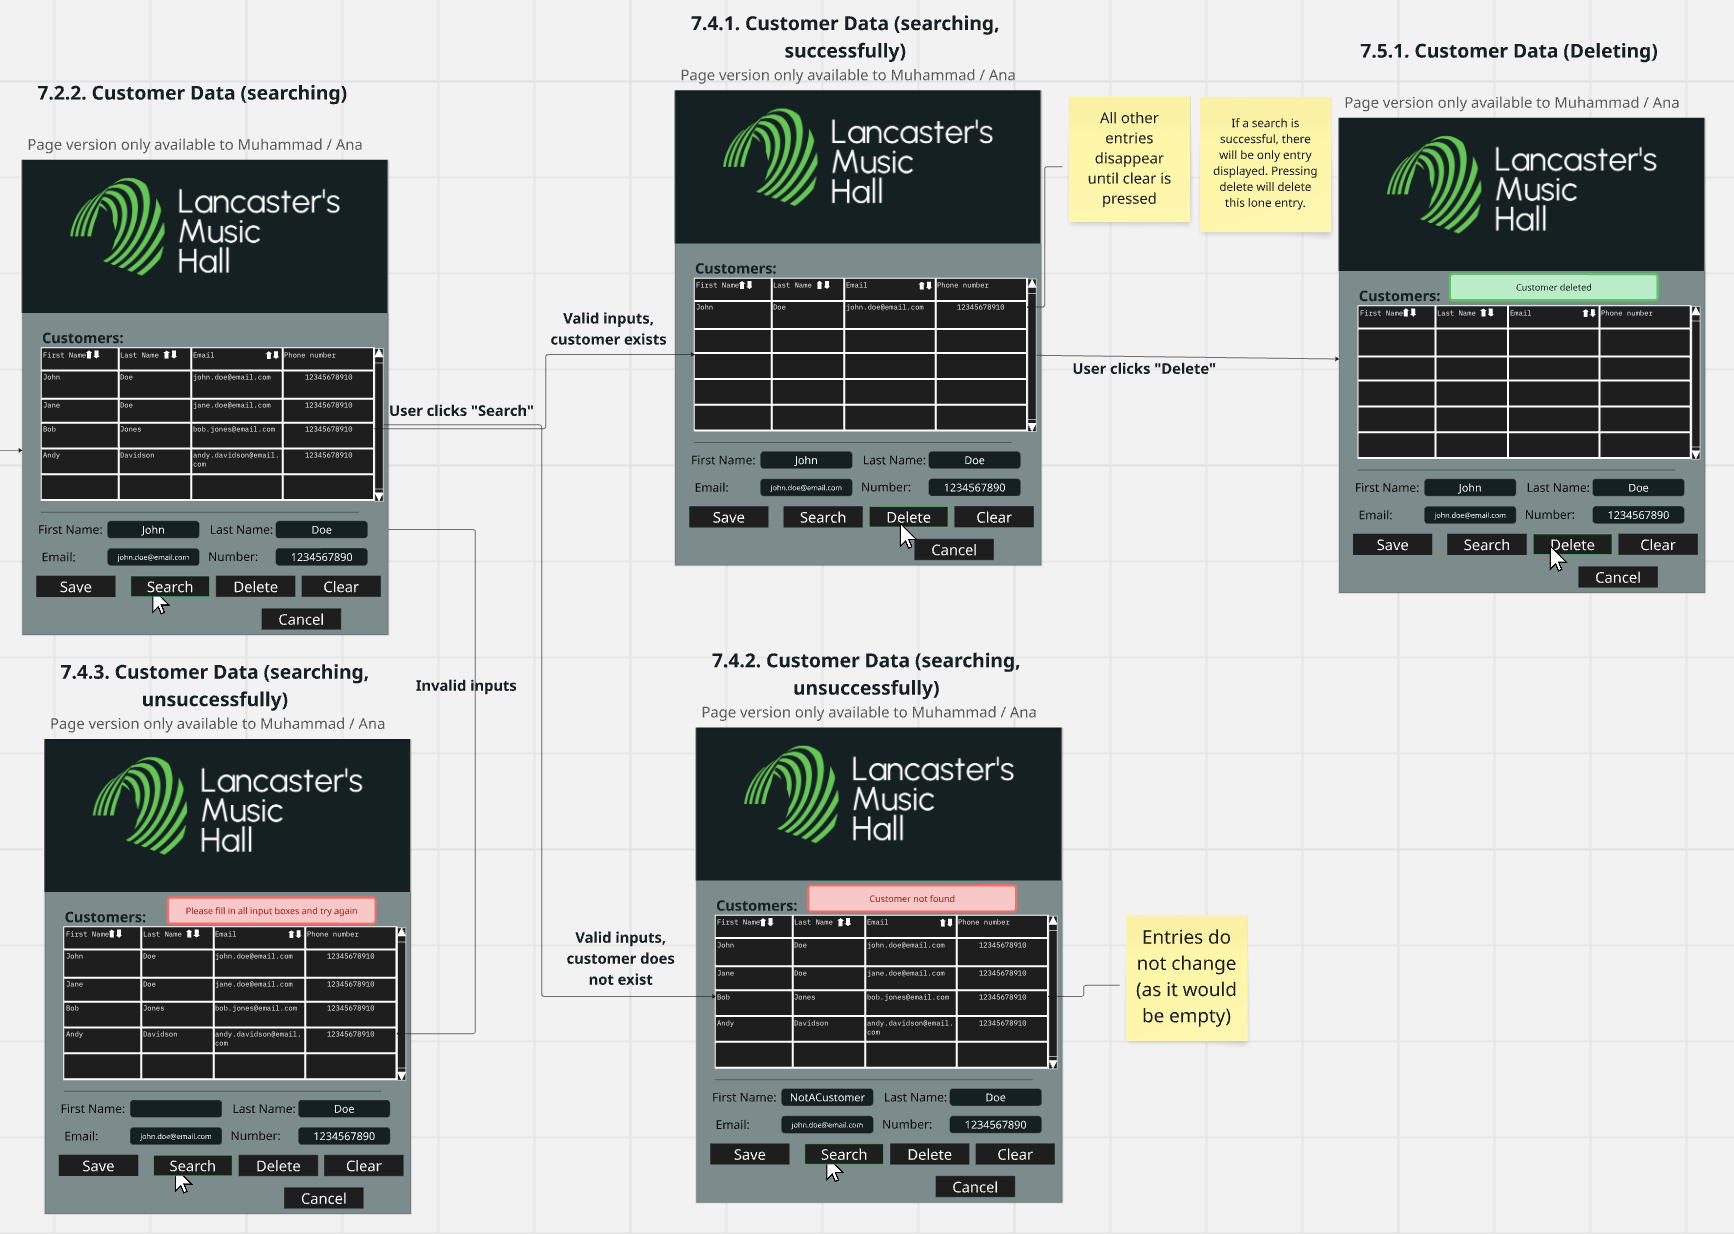 7.2.2. Customer Data (searching)
Page version only available to Muhammad / Ana
Lancaster's
Music
Hall
Customers:
First Name Last Name Email Phone number
John Doe john.doe@email.com 12345678910
Jane Doe jane.doe@email.com 12345678910
Bob Jones bob.jones@email.com 12345678910
Andy Davidson andy.davidson@email. 12345678910
com
First Name: John Last Name: Doe
Email: john.doe@email.com Number: 1234567890
Save Search Delete Clear
Cancel
User clicks "Search"
Valid inputs,
customer exists
Invalid inputs
Valid inputs,
customer does
not exist
7.4.1. Customer Data (searching,
successfully)
Page version only available to Muhammad / Ana
Lancaster's
Music
Hall
Customers:
First Name Last Name Email Phone number
John Doe john.doe@email.com 12345678910
First Name: John Last Name: Doe
Email: john.doe@email.com Number: 1234567890
Save Search Delete Clear
Cancel
All other
entries
disappear
until clear is
pressed
If a search is
successful, there
will be only entry
displayed. Pressing
delete will delete
this lone entry.
User clicks "Delete"
7.5.1. Customer Data (Deleting)
Page version only available to Muhammad / Ana
Lancaster's
Music
Hall
Customer deleted
Customers:
First Name Last Name Email Phone number
First Name: John Last Name: Doe
Email: john.doe@email.com Number: 1234567890
Save Search Delete Clear
Cancel
7.4.3. Customer Data (searching,
unsuccessfully)
Page version only available to Muhammad / Ana
Lancaster's
Music
Hall
Please fill in all input boxes and try again
Customers:
First Name Last Name Email Phone number
John Doe john.doe@email.com 12345678910
Jane Doe jane.doe@email.com 12345678910
Bob Jones bob.jones@email.com 12345678910
Andy Davidson andy.davidson@email. 12345678910
com
First Name: Last Name: Doe
Email: john.doe@email.com Number: 1234567890
Save Search Delete Clear
Cancel
7.4.2. Customer Data (searching,
unsuccessfully)
Page version only available to Muhammad / Ana
Lancaster's
Music
Hall
Customer not found
Customers:
First Name Last Name Email Phone number
John Doe john.doe@email.com 12345678910
Jane Doe jane.doe@email.com 12345678910
Bob Jones bob.jones@email.com 12345678910
Andy Davidson andy.davidson@email. 12345678910
com
First Name: NotACustomer Last Name: Doe
Email: john.doe@email.com Number: 1234567890
Save Search Delete Clear
Cancel
Entries do
not change
(as it would
be empty)